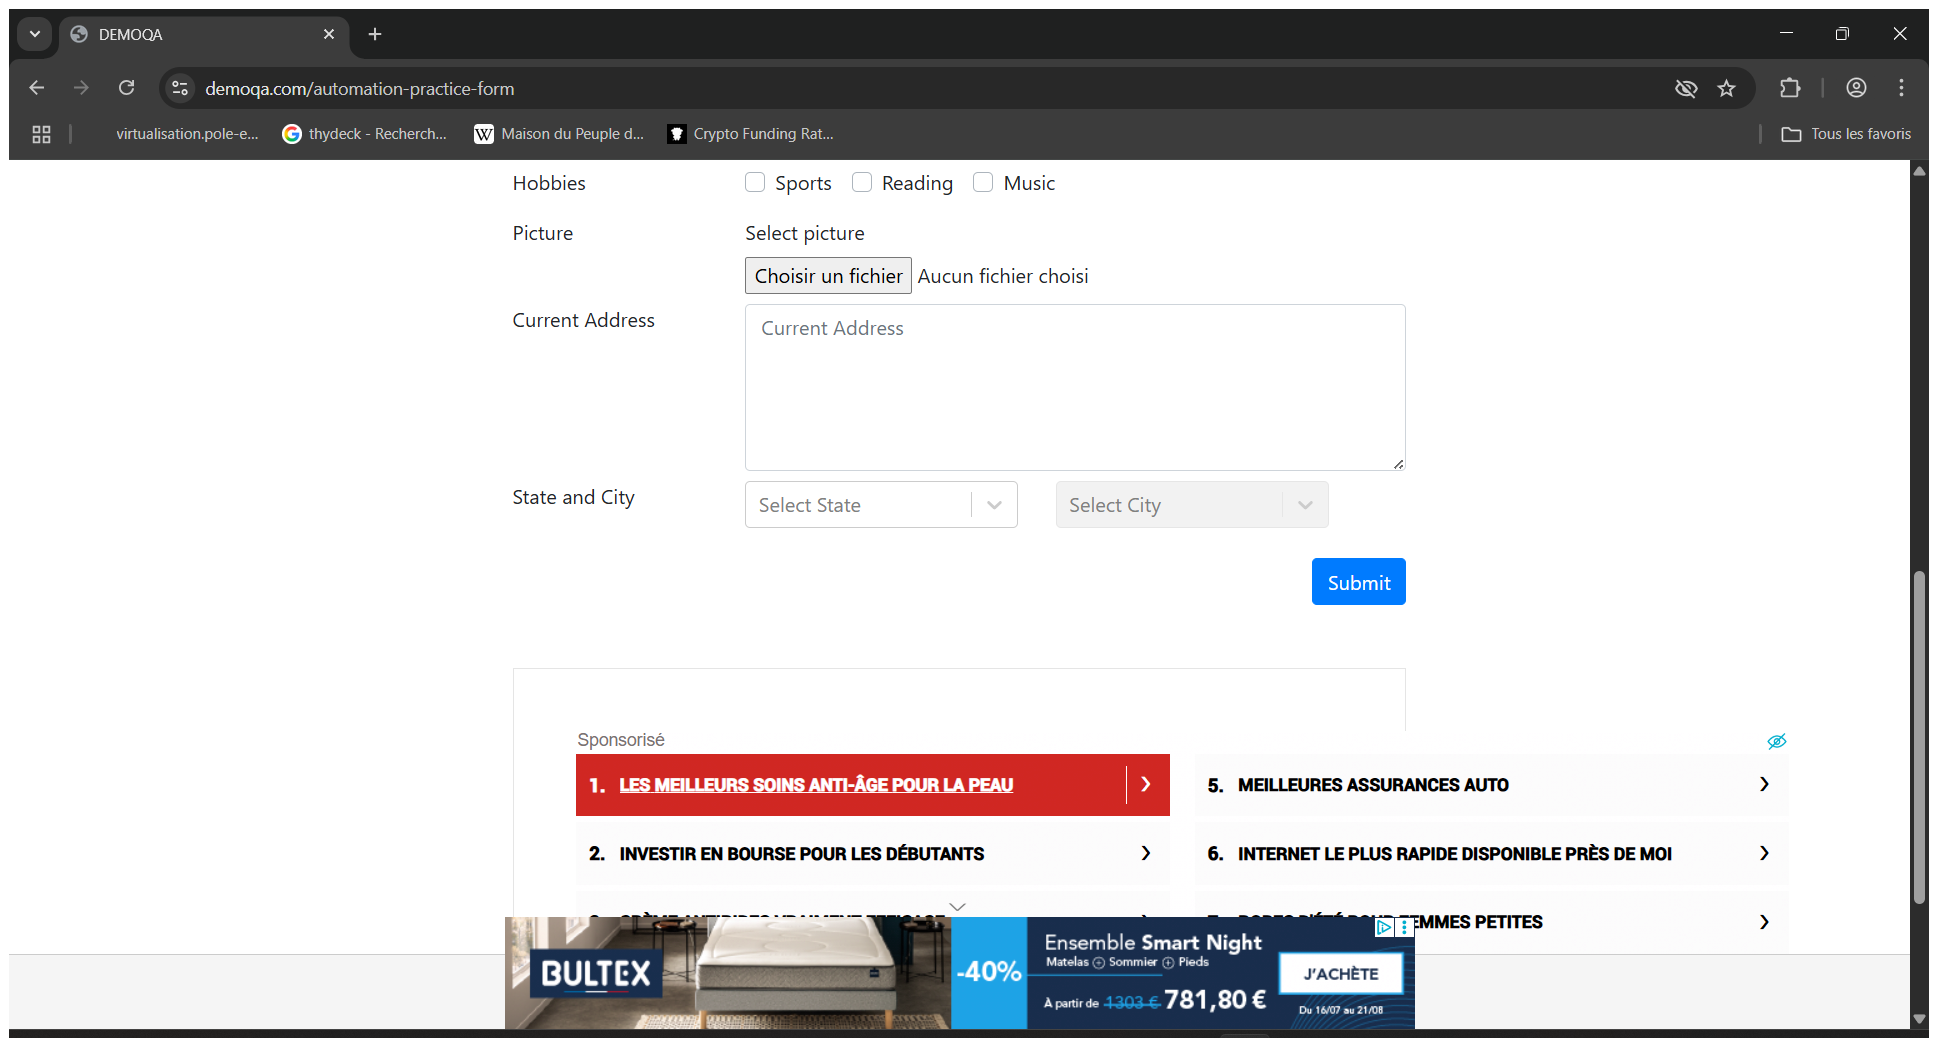 DEMOQA
demoqa.com/automation-practice-form
virtualisation.pole-e...
thydeck - Recherch...
W Maison du Peuple d...
Crypto Funding Rat...
Tous les favoris
Hobbies
Sports
Reading
Music
Picture
Select picture
Choisir un fichier Aucun fichier choisi
Current Address
Current Address
State and City
Select State
Select City
Submit
Sponsorisé
1. LES MEILLEURS SOINS ANTI-ÂGE POUR LA PEAU
5. MEILLEURES ASSURANCES AUTO
2. INVESTIR EN BOURSE POUR LES DÉBUTANTS
6. INTERNET LE PLUS RAPIDE DISPONIBLE PRÈS DE MOI
FEMMES PETITES
BULTEX
-40%
Ensemble Smart Night
Matelas + Sommier + Pieds
À partir de 1303 € 781,80 €
J'ACHÈTE
Du 16/07 au 21/08